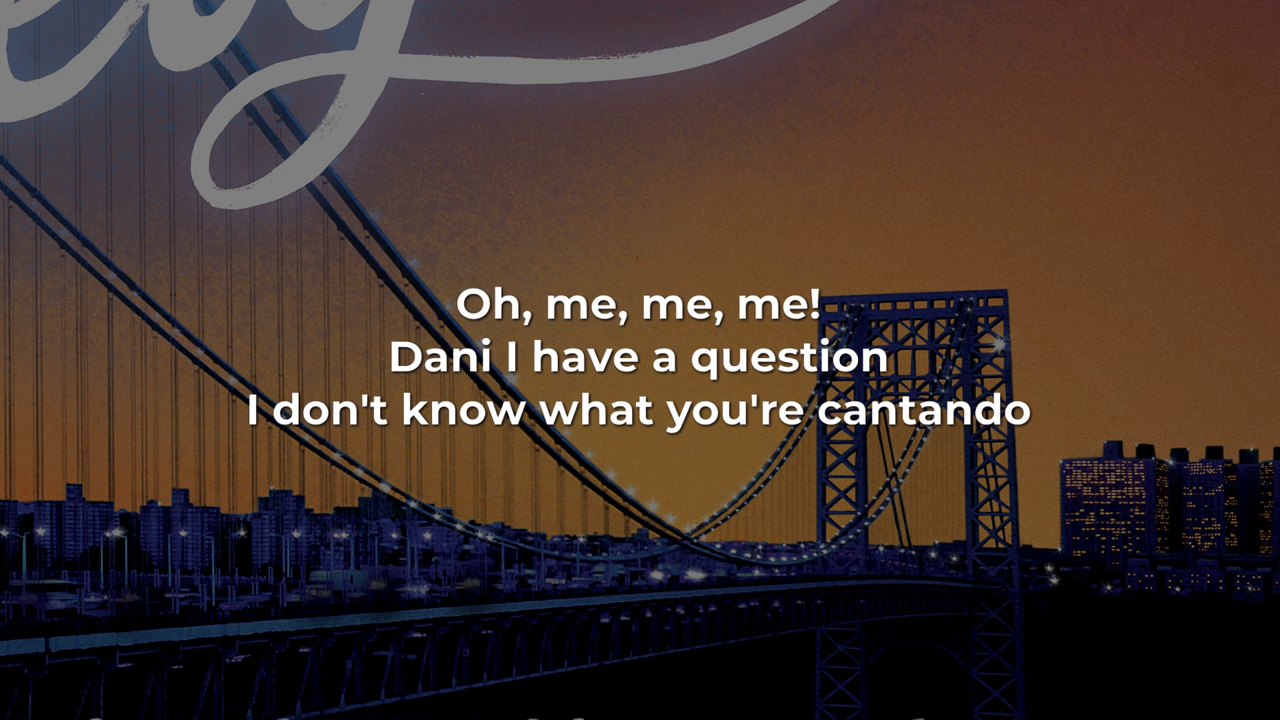 Oh, me, me, me!
Dani I have a question
I don't know what you're cantando